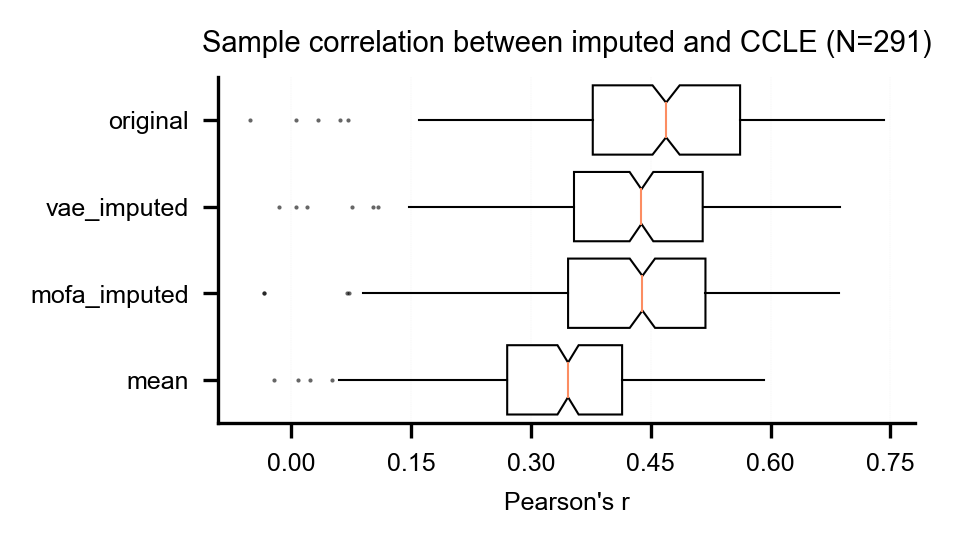 Sample correlation between imputed and CCLE (N=291)
original
vae_imputed
mofa_imputed
mean
0.00 0.15 0.30 0.45 0.60 0.75
Pearson's r